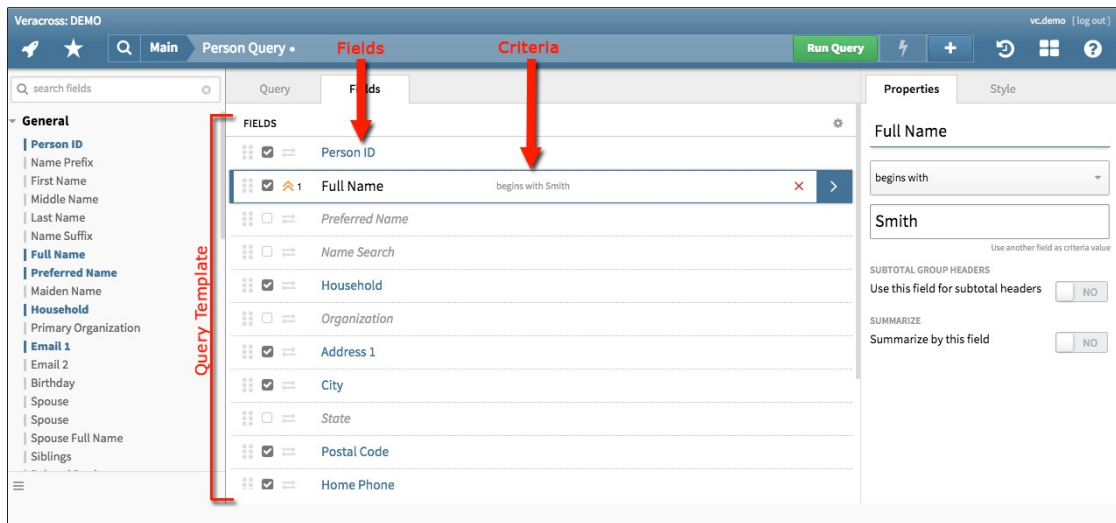 Veracross: DEMO
vc.demo [log out]
Main
Person Query •
Fields
Criteria
Run Query
search fields
General
Person ID
Name Prefix
First Name
Middle Name
Last Name
Name Suffix
Full Name
Preferred Name
Maiden Name
Household
Primary Organization
Email 1
Email 2
Birthday
Spouse
Spouse
Spouse Full Name
Siblings
Query Template
Query
Fields
FIELDS
Person ID
1 Full Name begins with Smith
Preferred Name
Name Search
Household
Organization
Address 1
City
State
Postal Code
Home Phone
Properties
Style
Full Name
begins with
Smith
Use another field as criteria value
SUBTOTAL GROUP HEADERS
Use this field for subtotal headers NO
SUMMARIZE
Summarize by this field NO